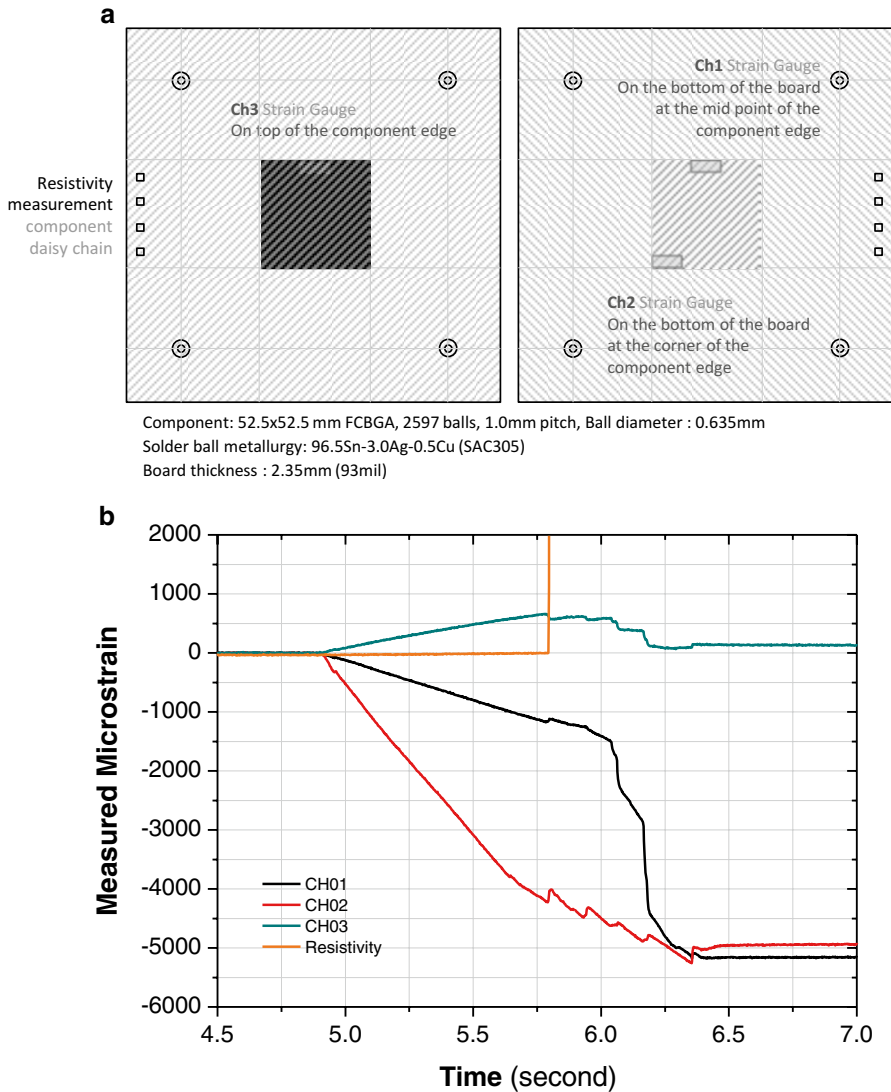 a
Ch3 Strain Gauge
On top of the component edge
Resistivity
measurement
component
daisy chain
Ch1 Strain Gauge
On the bottom of the board
at the mid point of the
component edge
Ch2 Strain Gauge
On the bottom of the board
at the corner of the
component edge
Component: 52.5x52.5 mm FCBGA, 2597 balls, 1.0mm pitch, Ball diameter : 0.635mm
Solder ball metallurgy: 96.5Sn-3.0Ag-0.5Cu (SAC305)
Board thickness : 2.35mm (93mil)
b
Measured Microstrain
2000
1000
0
-1000
-2000
-3000
-4000
-5000
-6000
CH01
CH02
CH03
Resistivity
4.5 5.0 5.5 6.0 6.5 7.0
Time (second)